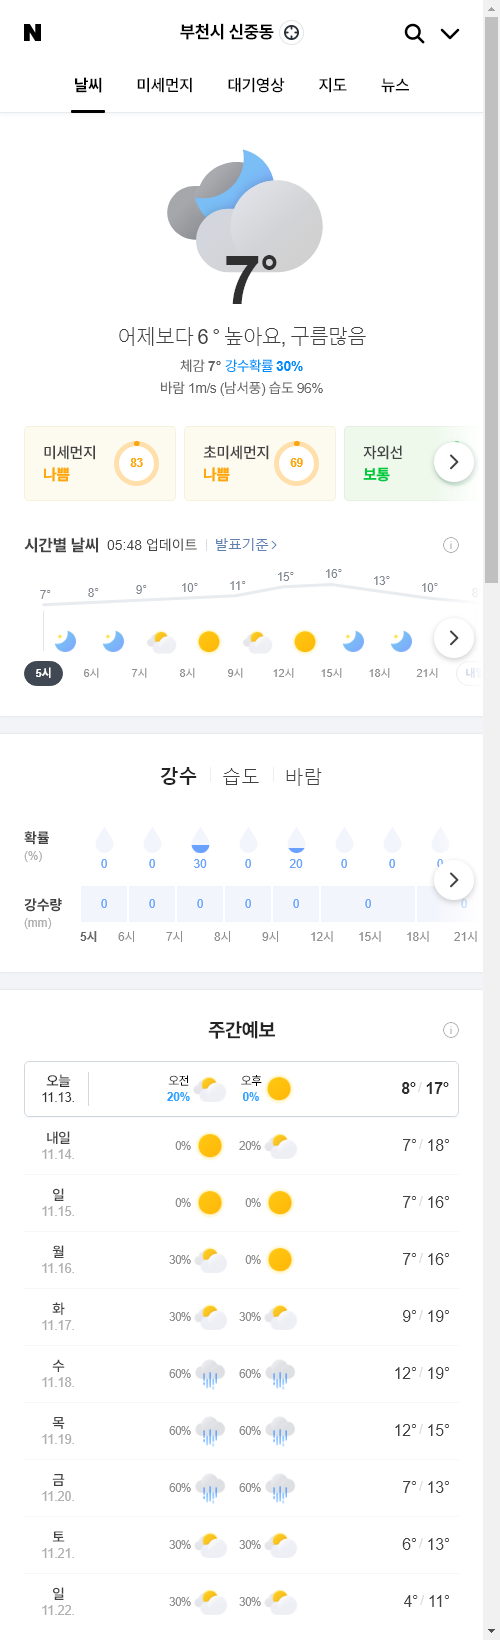 N
부천시 신중동
날씨 미세먼지 대기영상 지도 뉴스
7°
어제보다 6 ° 높아요, 구름많음
체감 7° 강수확률 30%
바람 1m/s (남서풍) 습도 96%
미세먼지 나쁨 83
초미세먼지 나쁨 69
자외선 보통
시간별 날씨 05:48 업데이트 발표기준
7° 8° 9° 10° 11° 15° 16° 13° 10° 8
5시 6시 7시 8시 9시 12시 15시 18시 21시
강수 습도 바람
확률 (%)
0 0 30 0 20 0 0 0
강수량 (mm)
0 0 0 0 0 0 0
5시 6시 7시 8시 9시 12시 15시 18시 21시
주간예보
오늘 11.13. 오전 20% 오후 0% 8° / 17°
내일 11.14. 0% 20% 7° / 18°
일 11.15. 0% 0% 7° / 16°
월 11.16. 30% 0% 7° / 16°
화 11.17. 30% 30% 9° / 19°
수 11.18. 60% 60% 12° / 19°
목 11.19. 60% 60% 12° / 15°
금 11.20. 60% 60% 7° / 13°
토 11.21. 30% 30% 6° / 13°
일 11.22. 30% 30% 4° / 11°